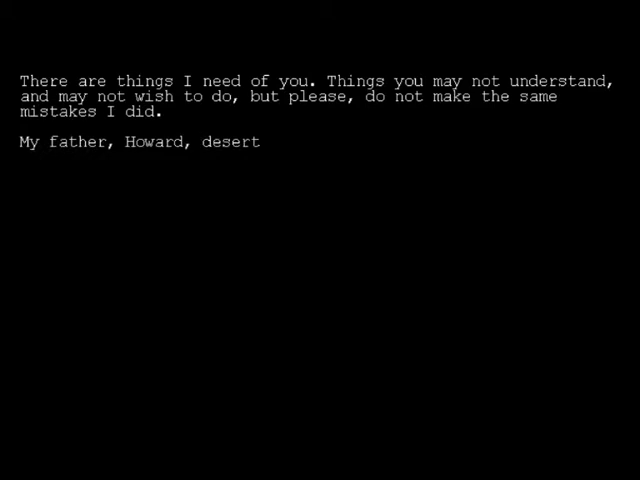 There are things I need of you. Things you may not understand,
and may not wish to do, but please, do not make the same
mistakes I did.
My father, Howard, desert